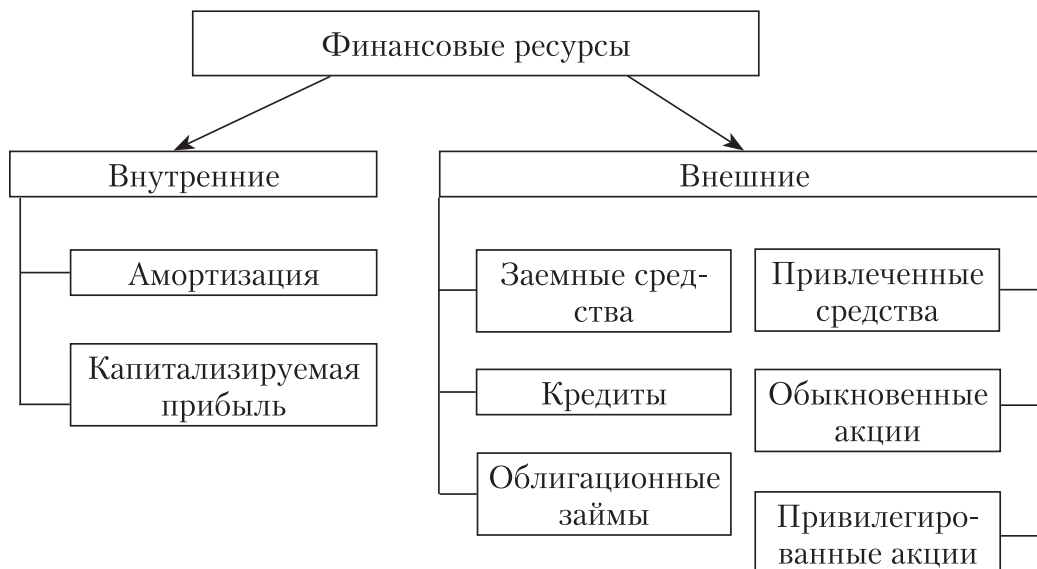 Финансовые ресурсы
Внутренние
Амортизация
Капитализируемая
прибыль
Внешние
Заемные сред-
ства
Кредиты
Облигационные
займы
Привлеченные
средства
Обыкновенные
акции
Привилегиро-
ванные акции